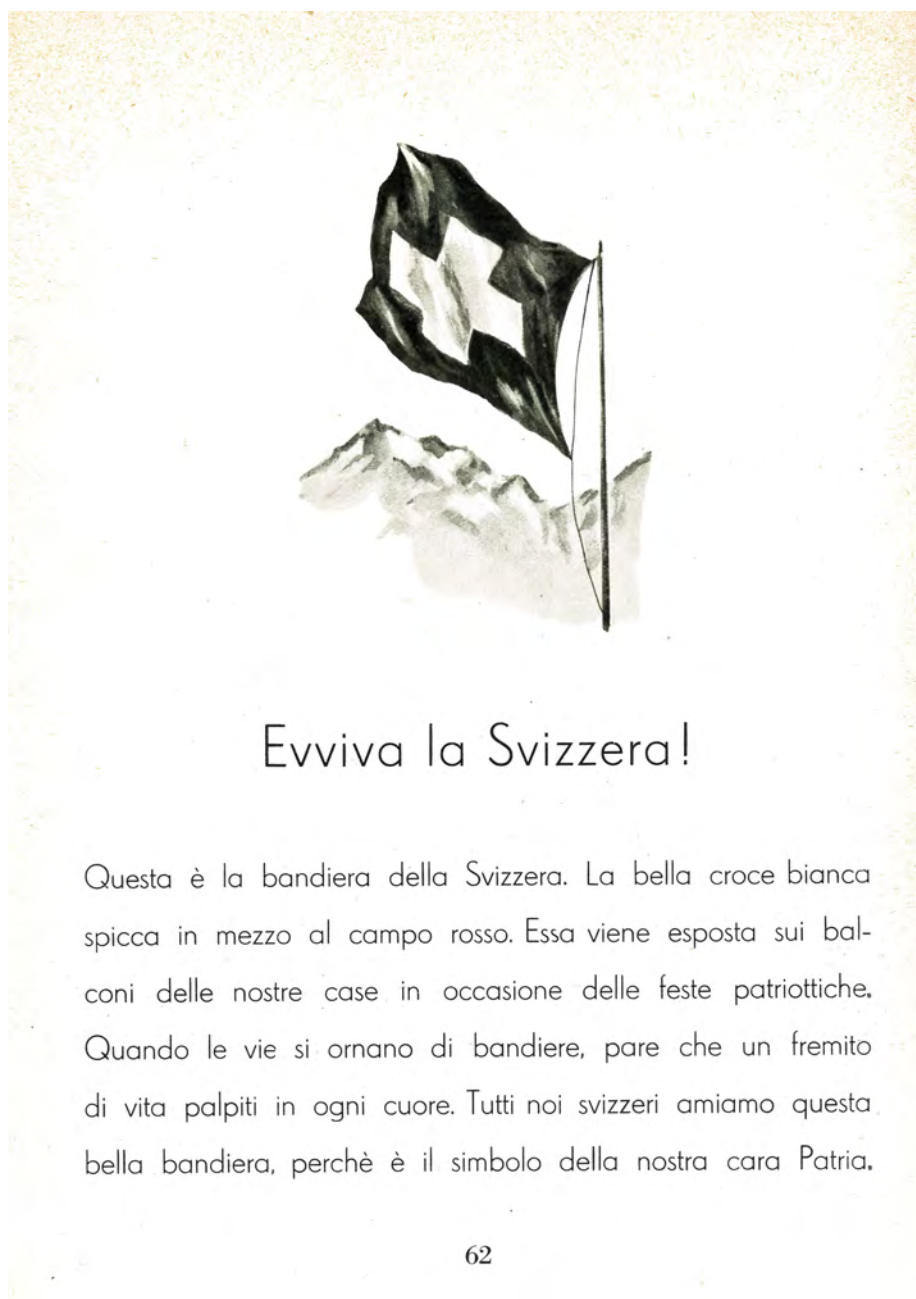 Evviva la Svizzera!
Questa è la bandiera della Svizzera. La bella croce bianca
spicca in mezzo al campo rosso. Essa viene esposta sui bal-
coni delle nostre case in occasione delle feste patriottiche.
Quando le vie si ornano di bandiere, pare che un fremito
di vita palpiti in ogni cuore. Tutti noi svizzeri amiamo questa
bella bandiera, perchè è il simbolo della nostra cara Patria.
62